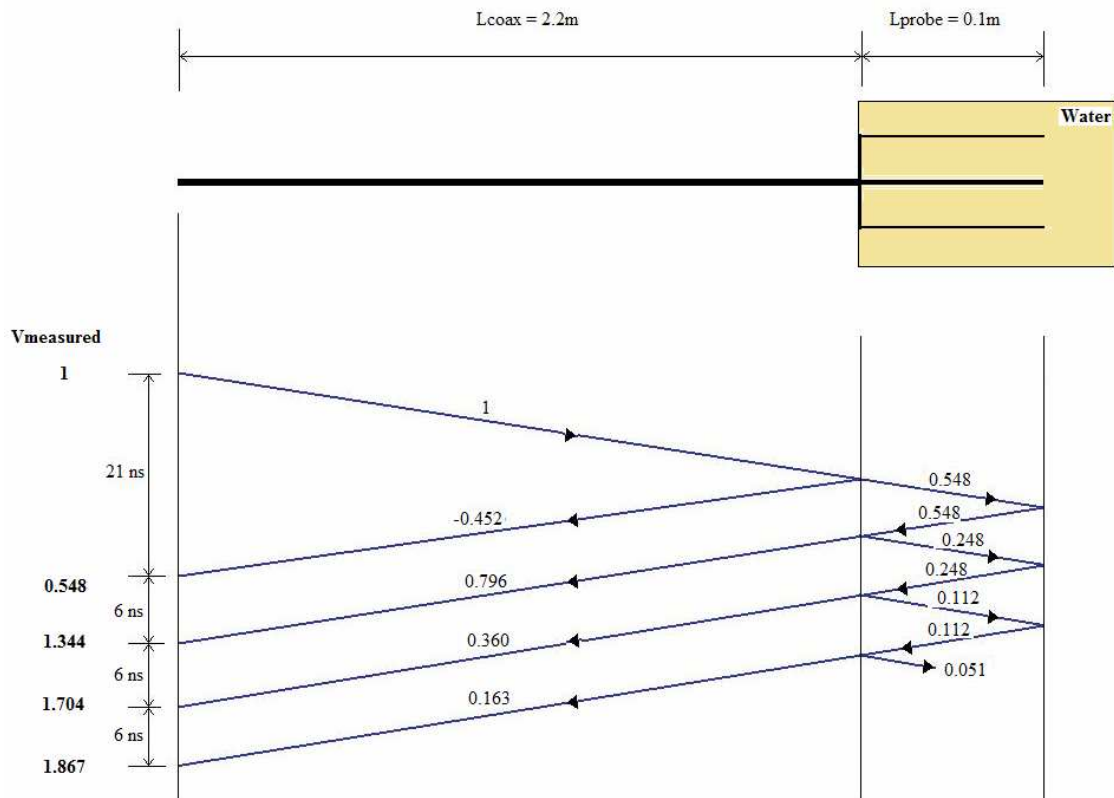 Lcoax = 2.2m
Lprobe = 0.1m
Water
Vmeasured
1
1
21 ns
0.548
0.548
-0.452
0.248
0.548
0.796
0.248
6 ns
0.112
1.344
0.360
0.112
6 ns
0.051
1.704
0.163
6 ns
1.867